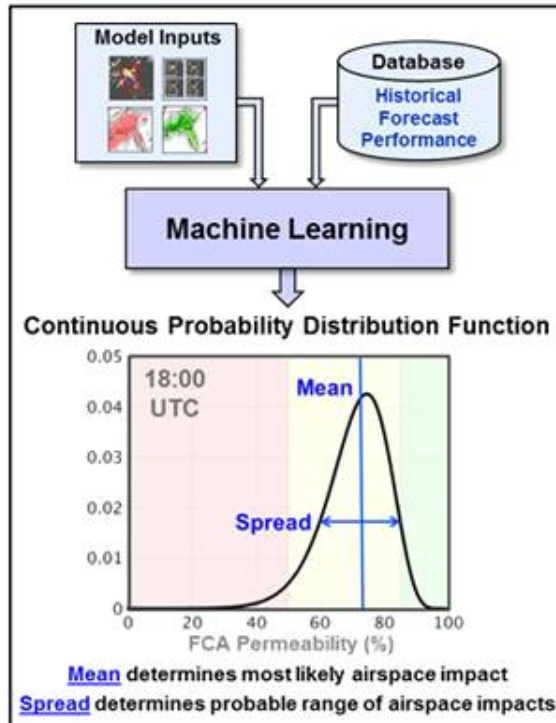 Model Inputs
Database
Historical
Forecast
Performance
Machine Learning
Continuous Probability Distribution Function
0.05
0.04
0.03
0.02
0.01
0
18:00
UTC
Mean
Spread
0
20
40
60
80
100
FCA Permeability (%)
Mean determines most likely airspace impact
Spread determines probable range of airspace impacts